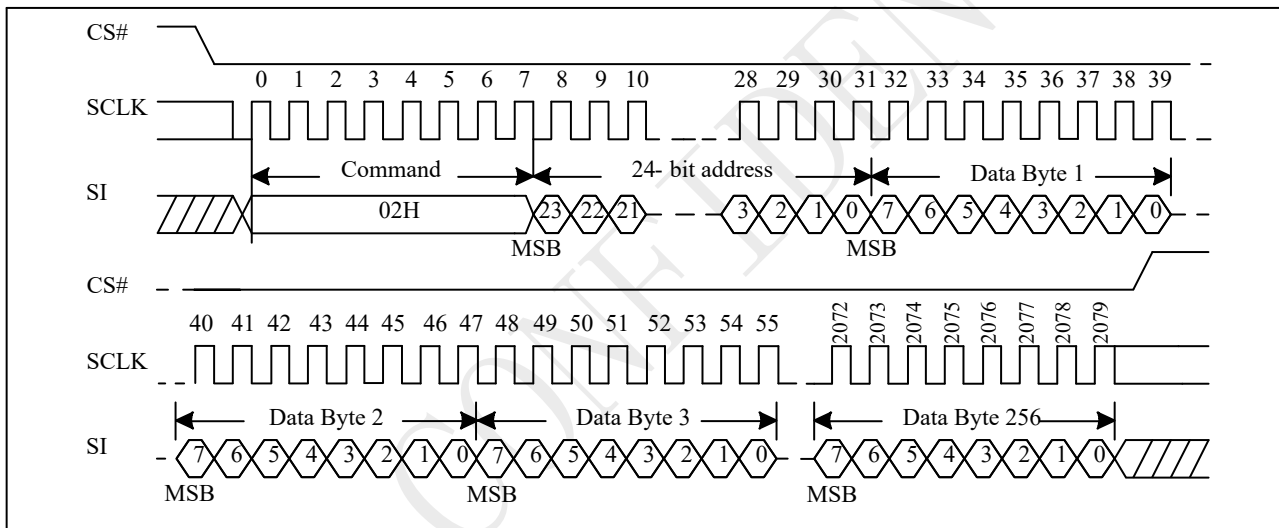 CS#
0 1 2 3 4 5 6 7 8 9 10 28 29 30 31 32 33 34 35 36 37 38 39
SCLK
Command 24- bit address Data Byte 1
SI
02H 23 22 21 3 2 1 0 7 6 5 4 3 2 1 0
MSB MSB
CS#
40 41 42 43 44 45 46 47 48 49 50 51 52 53 54 55 2072 2073 2074 2075 2076 2077 2078 2079
SCLK
Data Byte 2 Data Byte 3 Data Byte 256
SI
7 6 5 4 3 2 1 0 7 6 5 4 3 2 1 0 7 6 5 4 3 2 1 0
MSB MSB MSB
CONF IDEN